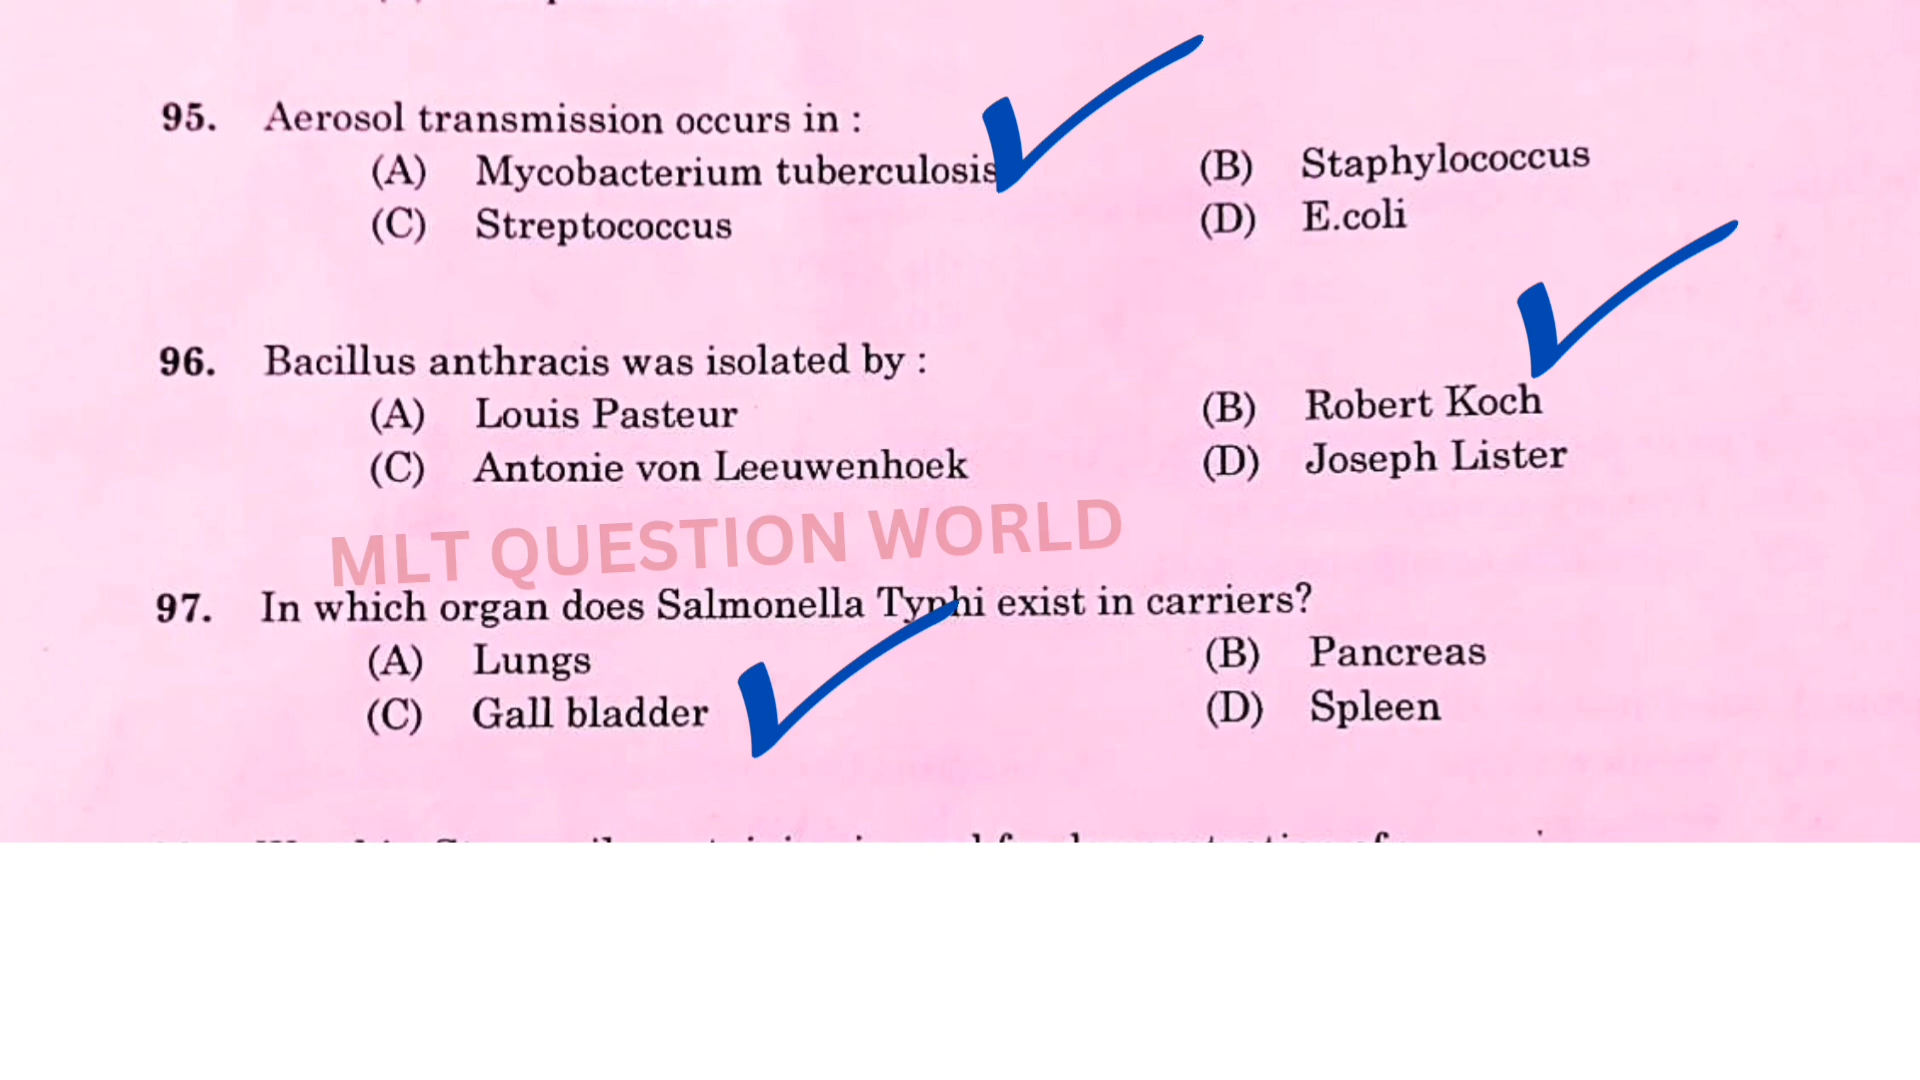 95. Aerosol transmission occurs in :
(A) Mycobacterium tuberculosis (B) Staphylococcus
(C) Streptococcus (D) E.coli
96. Bacillus anthracis was isolated by :
(A) Louis Pasteur (B) Robert Koch
(C) Antonie von Leeuwenhoek (D) Joseph Lister
MLT QUESTION WORLD
97. In which organ does Salmonella Typhi exist in carriers?
(A) Lungs (B) Pancreas
(C) Gall bladder (D) Spleen